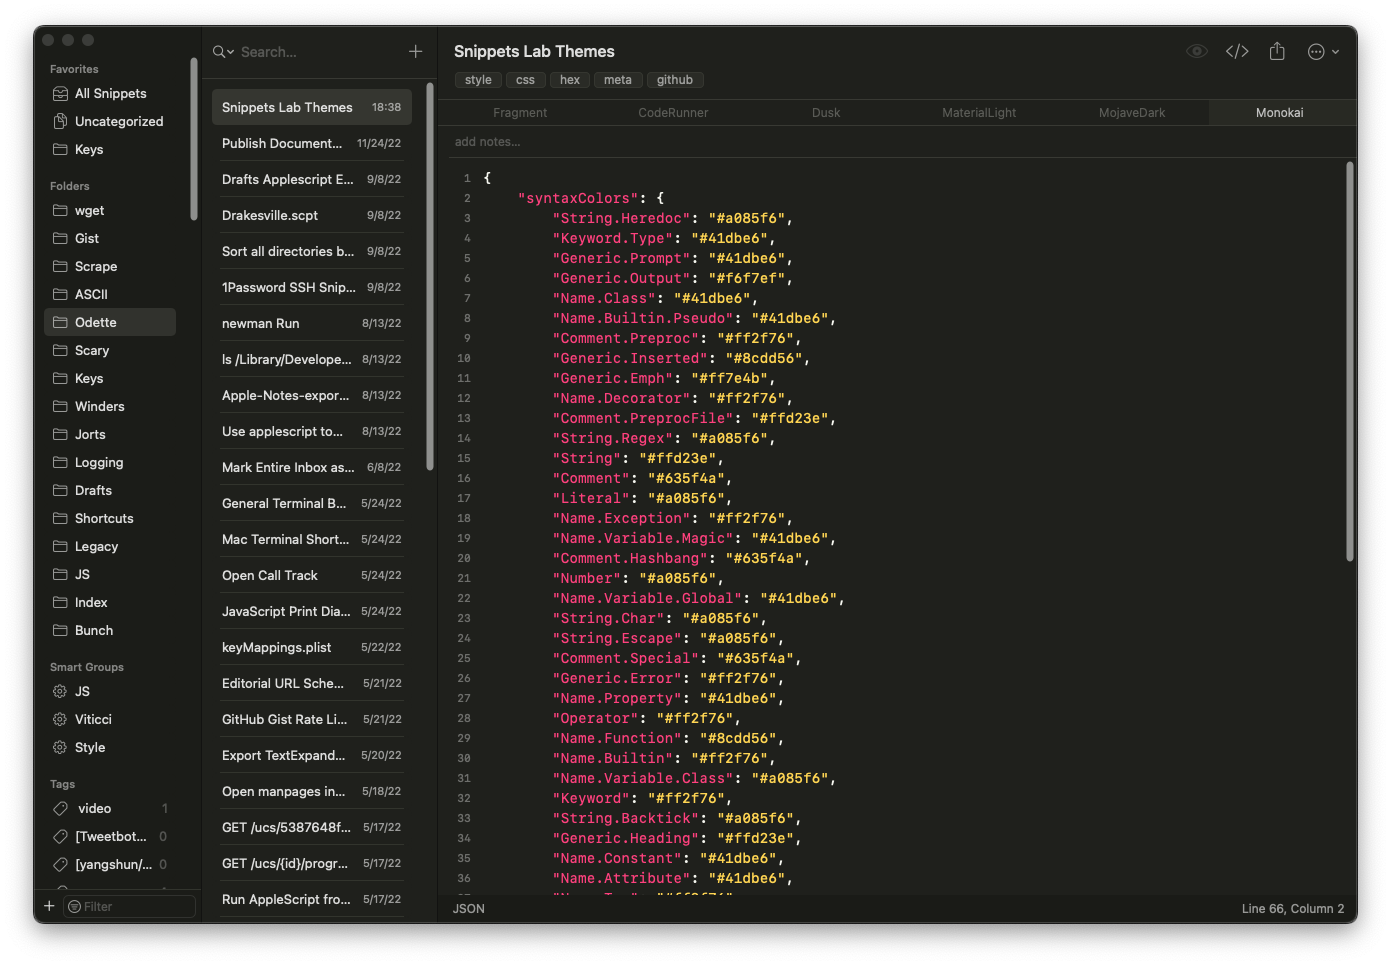 Favorites
All Snippets
Uncategorized
Keys
Folders
wget
Gist
Scrape
ASCII
Odette
Scary
Keys
Winders
Jorts
Logging
Drafts
Shortcuts
Legacy
JS
Index
Bunch
Smart Groups
JS
Viticci
Style
Tags
video 1
[Tweetbot... 0
[yangshun/... 0
Filter
Search...
Snippets Lab Themes 18:38
Publish Document... 11/24/22
Drafts Applescript E... 9/8/22
Drakesville.scpt 9/8/22
Sort all directories b... 9/8/22
1Password SSH Snip... 9/8/22
newman Run 8/13/22
ls /Library/Develope... 8/13/22
Apple-Notes-expor... 8/13/22
Use applescript to... 8/13/22
Mark Entire Inbox as... 6/8/22
General Terminal B... 5/24/22
Mac Terminal Short... 5/24/22
Open Call Track 5/24/22
JavaScript Print Dia... 5/24/22
keyMappings.plist 5/22/22
Editorial URL Sche... 5/21/22
GitHub Gist Rate Li... 5/21/22
Export TextExpand... 5/20/22
Open manpages in... 5/18/22
GET /ucs/5387648f... 5/17/22
GET /ucs/{id}/progr... 5/17/22
Run AppleScript fro... 5/17/22
Snippets Lab Themes
style css hex meta github
Fragment CodeRunner Dusk MaterialLight MojaveDark Monokai
add notes...
1 {
2 "syntaxColors": {
3 "String.Heredoc": "#a085f6",
4 "Keyword.Type": "#41dbe6",
5 "Generic.Prompt": "#41dbe6",
6 "Generic.Output": "#f6f7ef",
7 "Name.Class": "#41dbe6",
8 "Name.Builtin.Pseudo": "#41dbe6",
9 "Comment.Preproc": "#ff2f76",
10 "Generic.Inserted": "#8cdd56",
11 "Generic.Emph": "#ff7e4b",
12 "Name.Decorator": "#ff2f76",
13 "Comment.PreprocFile": "#ffd23e",
14 "String.Regex": "#a085f6",
15 "String": "#ffd23e",
16 "Comment": "#635f4a",
17 "Literal": "#a085f6",
18 "Name.Exception": "#ff2f76",
19 "Name.Variable.Magic": "#41dbe6",
20 "Comment.Hashbang": "#635f4a",
21 "Number": "#a085f6",
22 "Name.Variable.Global": "#41dbe6",
23 "String.Char": "#a085f6",
24 "String.Escape": "#a085f6",
25 "Comment.Special": "#635f4a",
26 "Generic.Error": "#ff2f76",
27 "Name.Property": "#41dbe6",
28 "Operator": "#ff2f76",
29 "Name.Function": "#8cdd56",
30 "Name.Builtin": "#ff2f76",
31 "Name.Variable.Class": "#a085f6",
32 "Keyword": "#ff2f76",
33 "String.Backtick": "#a085f6",
34 "Generic.Heading": "#ffd23e",
35 "Name.Constant": "#41dbe6",
36 "Name.Attribute": "#41dbe6",
JSON
Line 66, Column 2